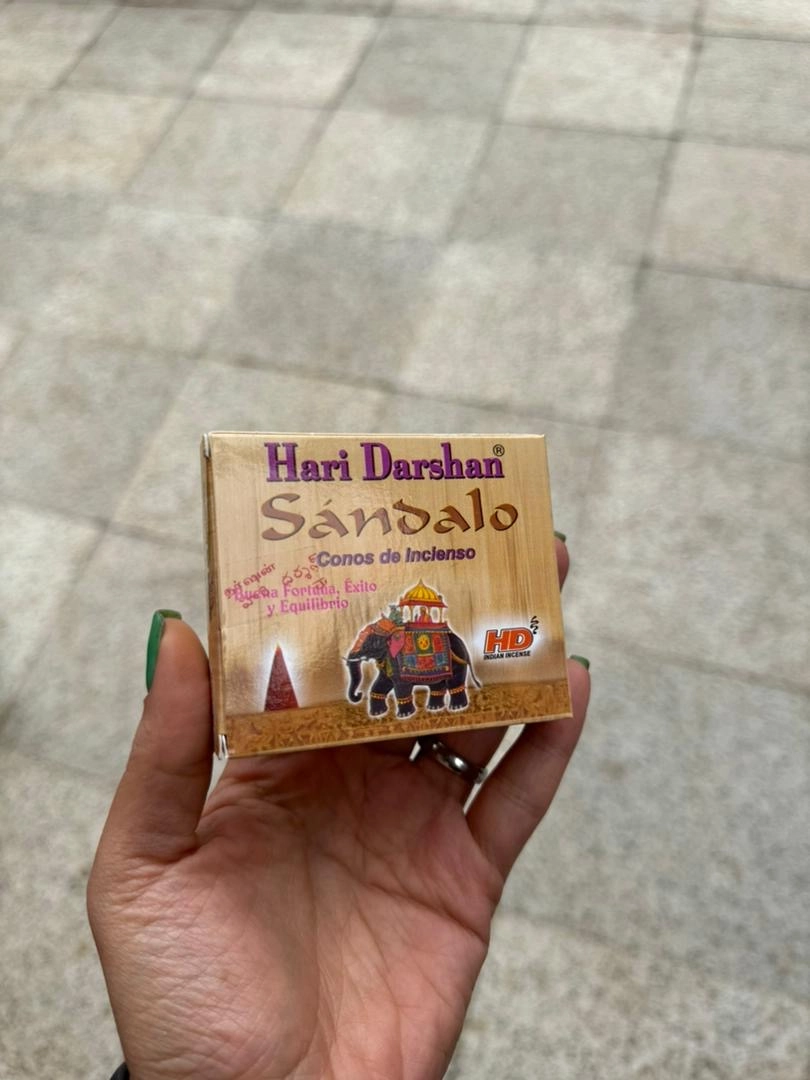 Hari Darshan®
Sándalo
Conos de Incienso
Buena Fortuna, Éxito
y Equilibrio
HD
INDIAN INCENSE